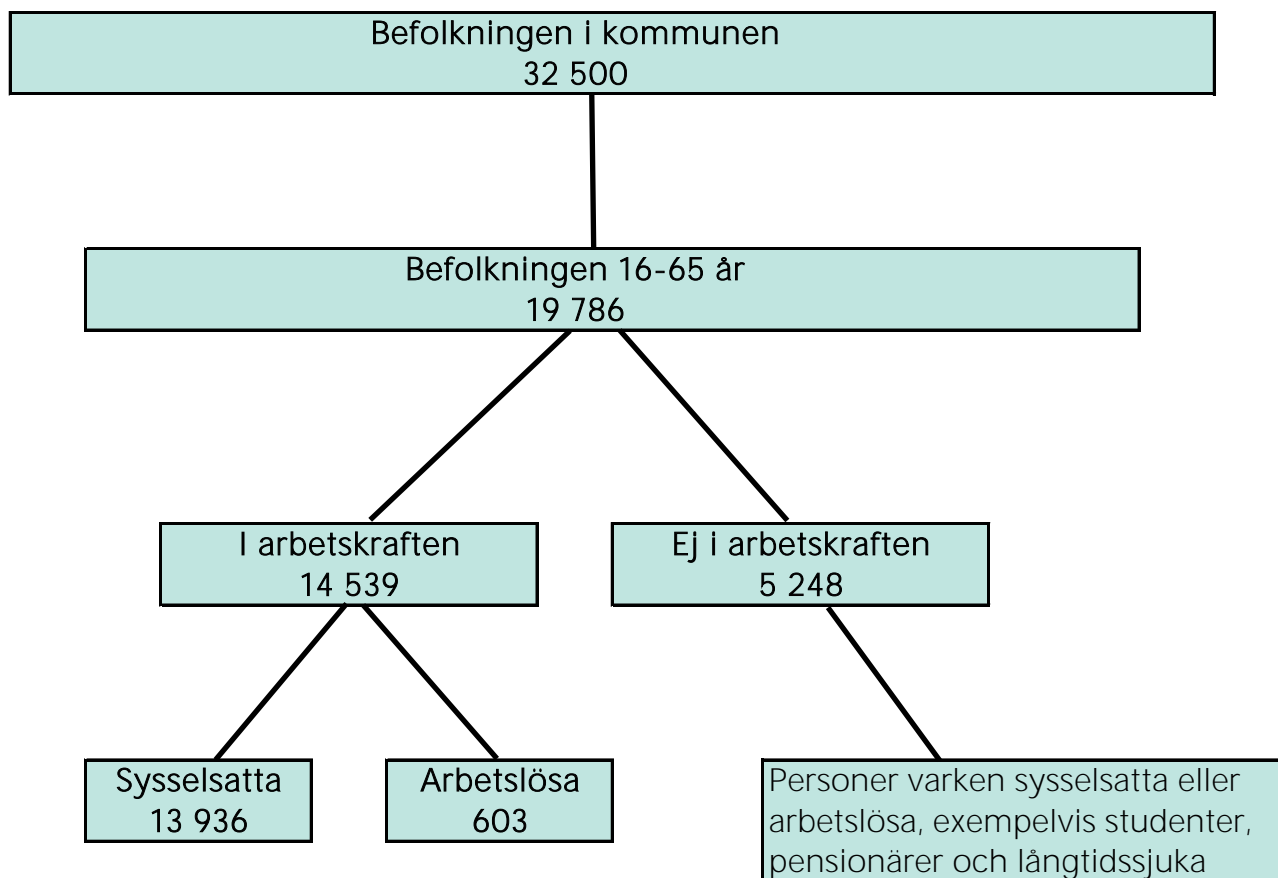 Befolkningen i kommunen
32 500
Befolkningen 16-65 år
19 786
I arbetskraften
14 539
Ej i arbetskraften
5 248
Sysselsatta
13 936
Arbetslösa
603
Personer varken sysselsatta eller
arbetslösa, exempelvis studenter,
pensionärer och långtidssjuka